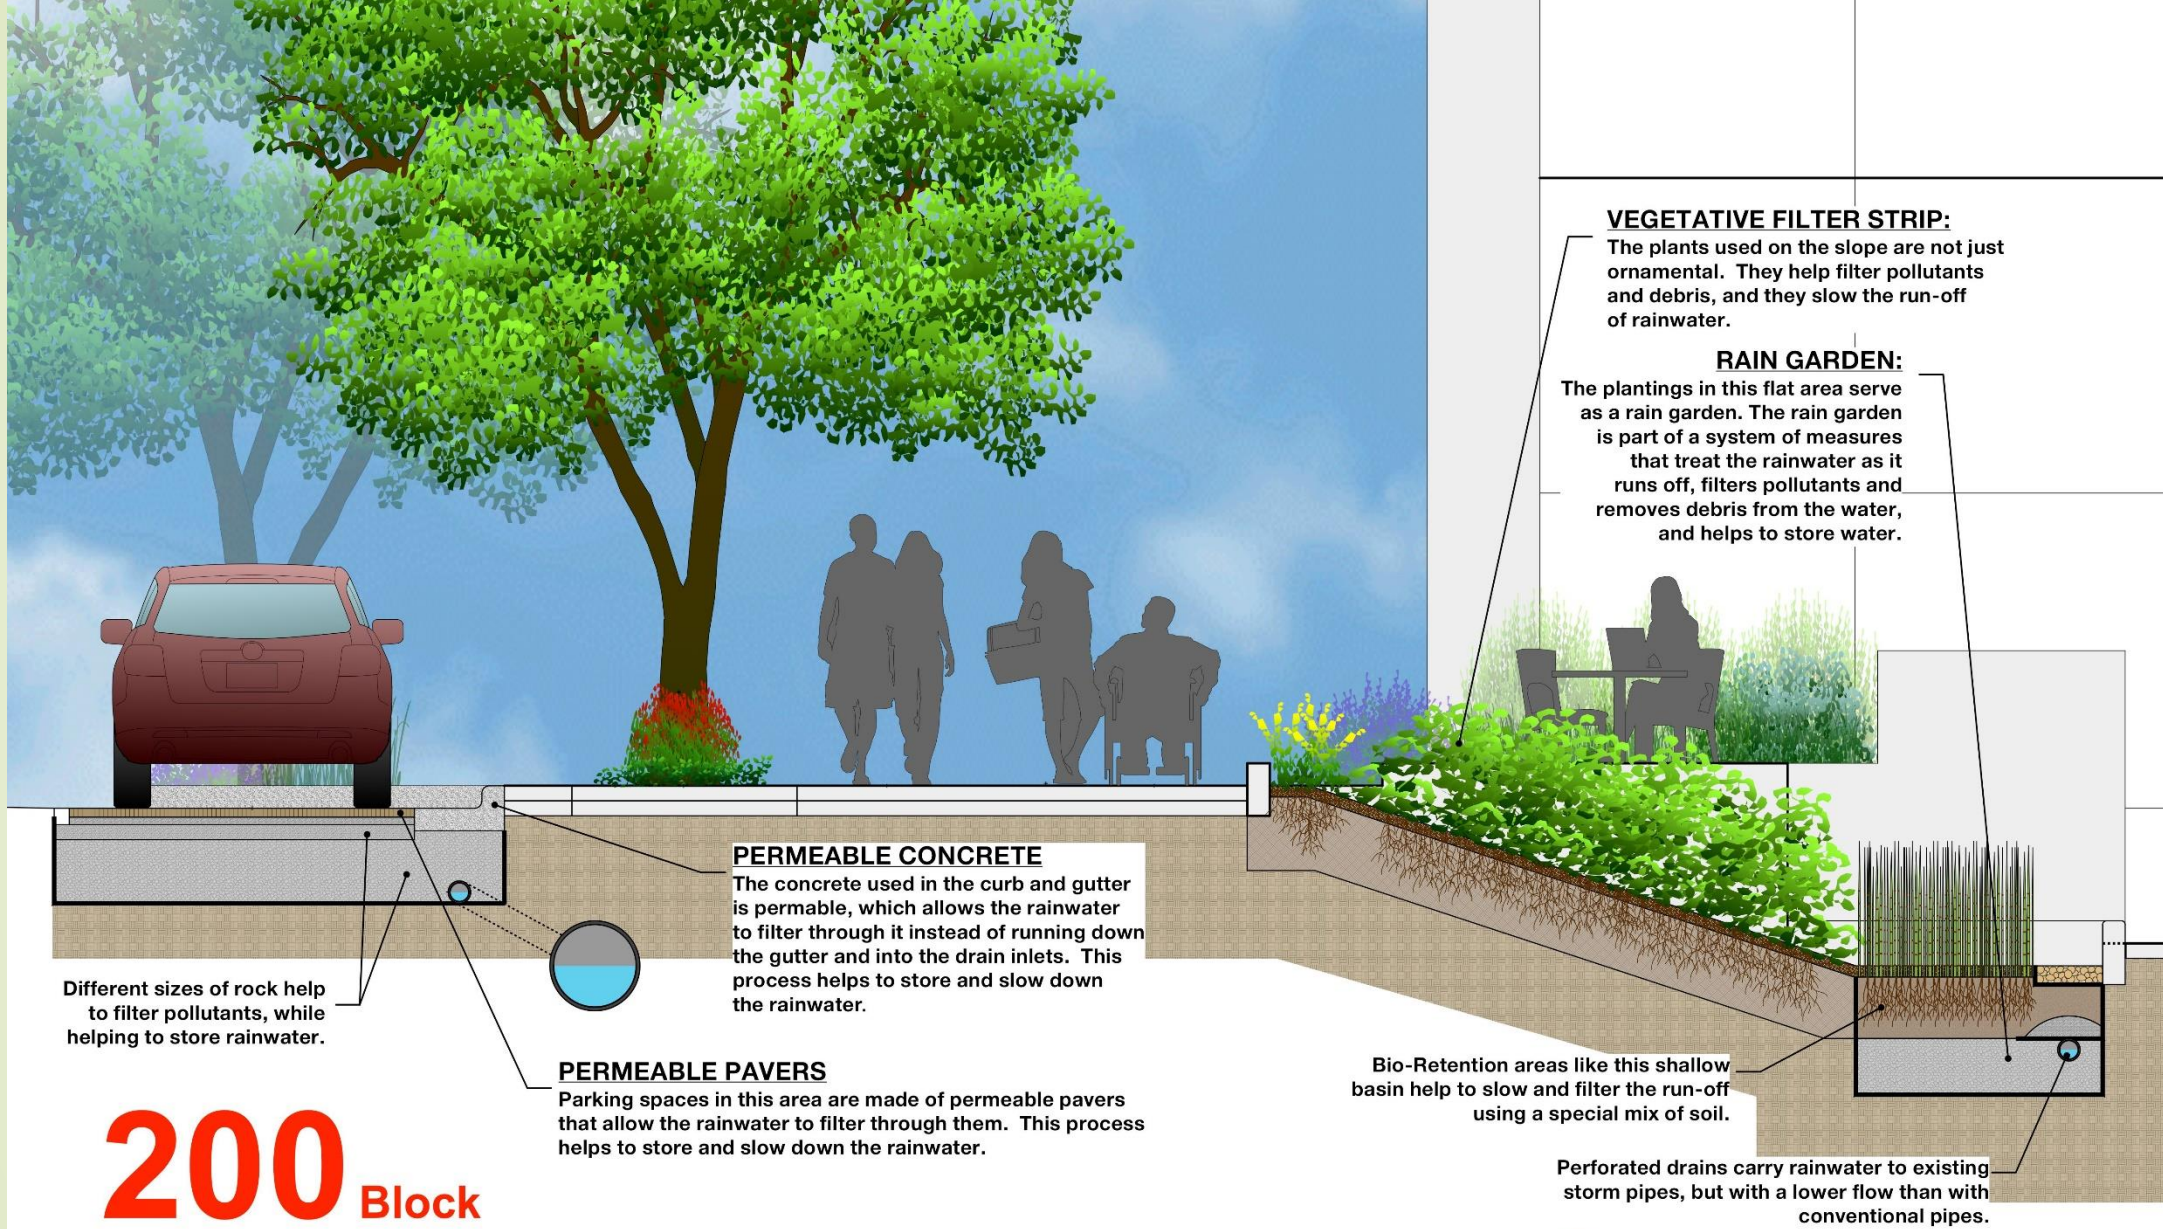 VEGETATIVE FILTER STRIP:
The plants used on the slope are not just
ornamental. They help filter pollutants
and debris, and they slow the run-off
of rainwater.
RAIN GARDEN:
The plantings in this flat area serve
as a rain garden. The rain garden
is part of a system of measures
that treat the rainwater as it
runs off, filters pollutants and
removes debris from the water,
and helps to store water.
PERMEABLE CONCRETE
The concrete used in the curb and gutter
is permable, which allows the rainwater
to filter through it instead of running down
the gutter and into the drain inlets. This
process helps to store and slow down
the rainwater.
Different sizes of rock help
to filter pollutants, while
helping to store rainwater.
PERMEABLE PAVERS
Parking spaces in this area are made of permeable pavers
that allow the rainwater to filter through them. This process
helps to store and slow down the rainwater.
Bio-Retention areas like this shallow
basin help to slow and filter the run-off
using a special mix of soil.
Perforated drains carry rainwater to existing
storm pipes, but with a lower flow than with
conventional pipes.
200 Block